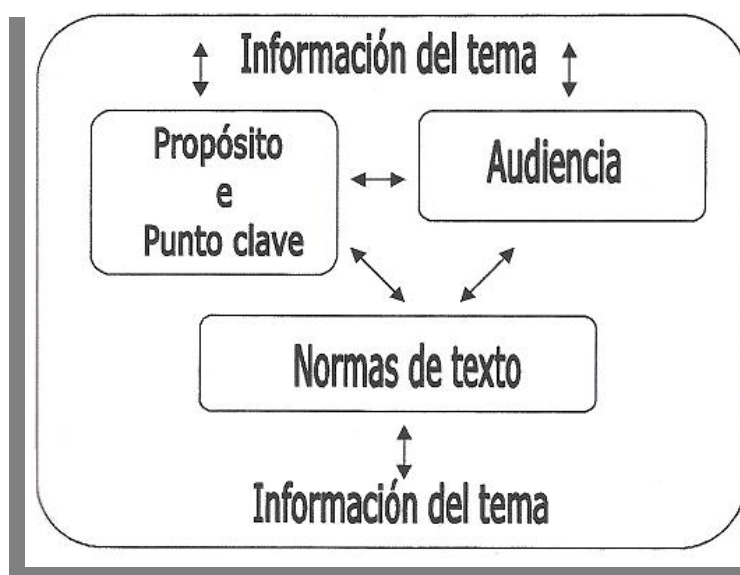 Información del tema
Propósito
e
Punto clave
Audiencia
Normas de texto
Información del tema